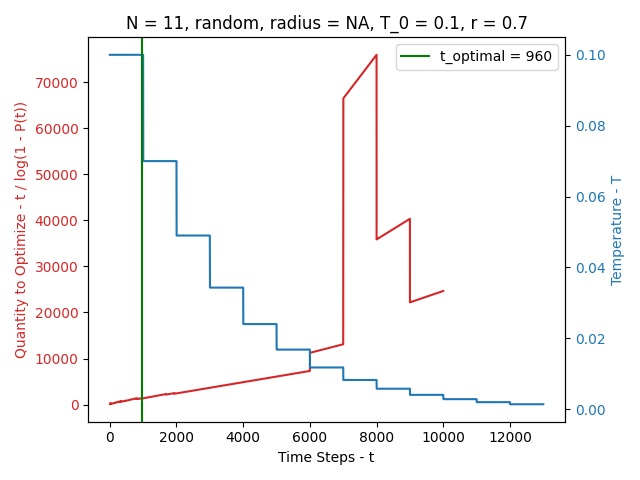 N = 11, random, radius = NA, T_0 = 0.1, r = 0.7
t_optimal = 960
Quantity to Optimize - t / log(1 - P(t))
70000
60000
50000
40000
30000
20000
10000
0
0.10
0.08
0.06
0.04
0.02
0.00
Temperature - T
0 2000 4000 6000 8000 10000 12000
Time Steps - t